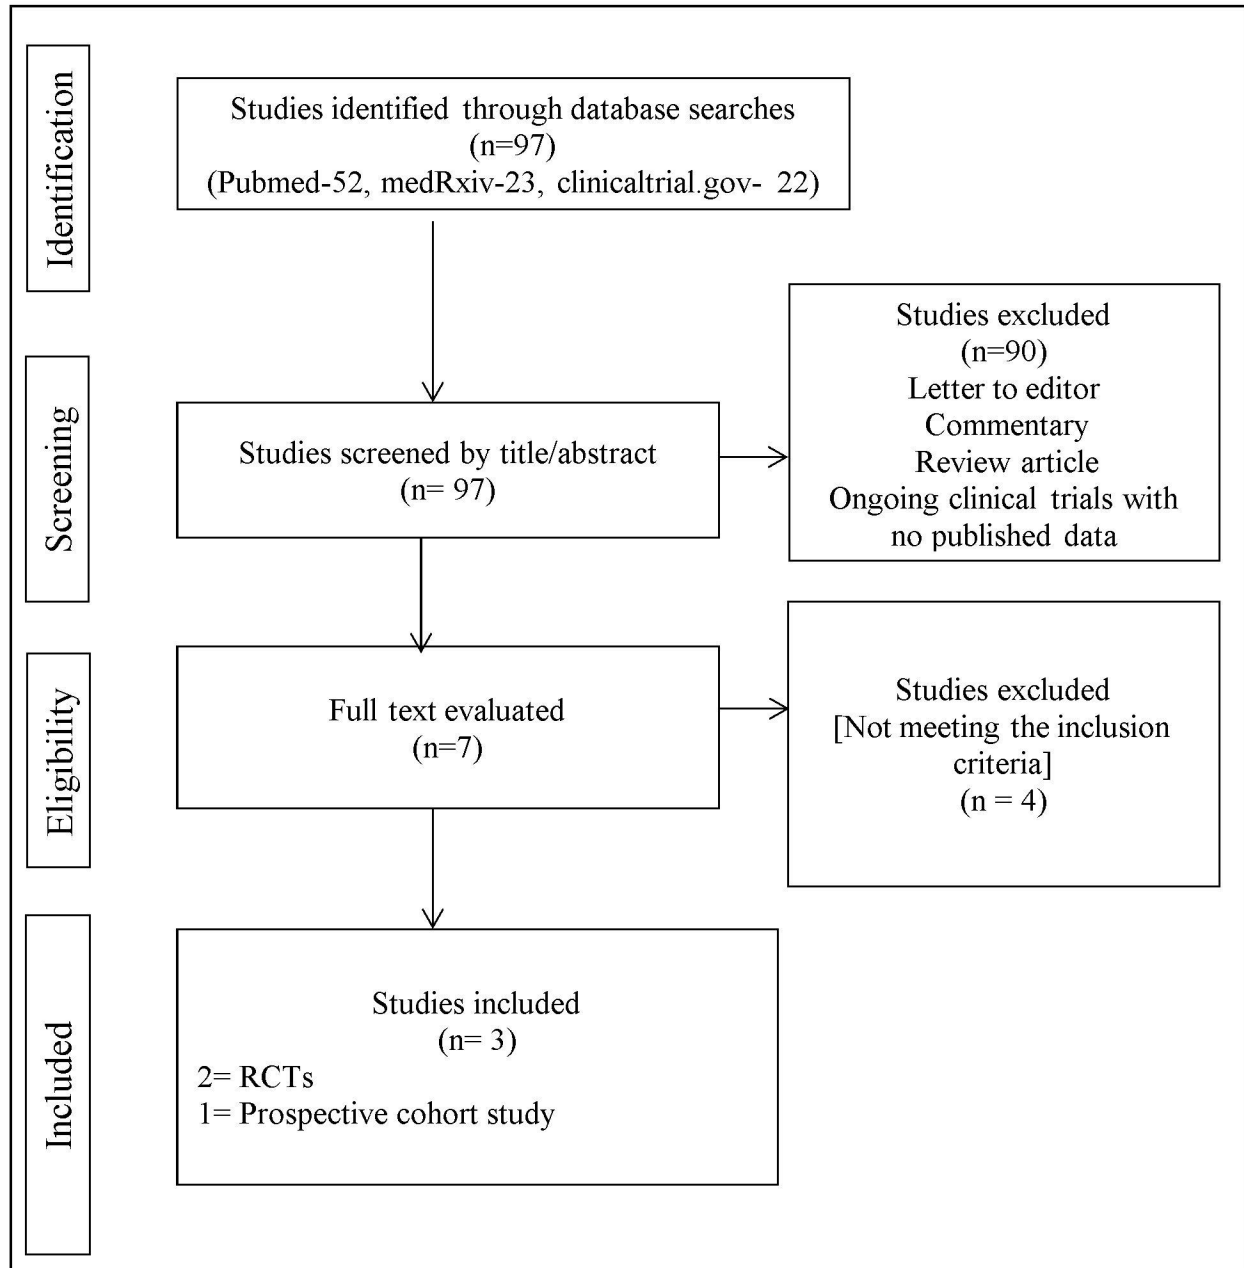 Identification
Studies identified through database searches
(n=97)
(Pubmed-52, medRxiv-23, clinicaltrial.gov- 22)
Screening
Studies screened by title/abstract
(n= 97)
Studies excluded
(n=90)
Letter to editor
Commentary
Review article
Ongoing clinical trials with
no published data
Eligibility
Full text evaluated
(n=7)
Studies excluded
[Not meeting the inclusion
criteria]
(n = 4)
Included
Studies included
(n= 3)
2= RCTs
1= Prospective cohort study